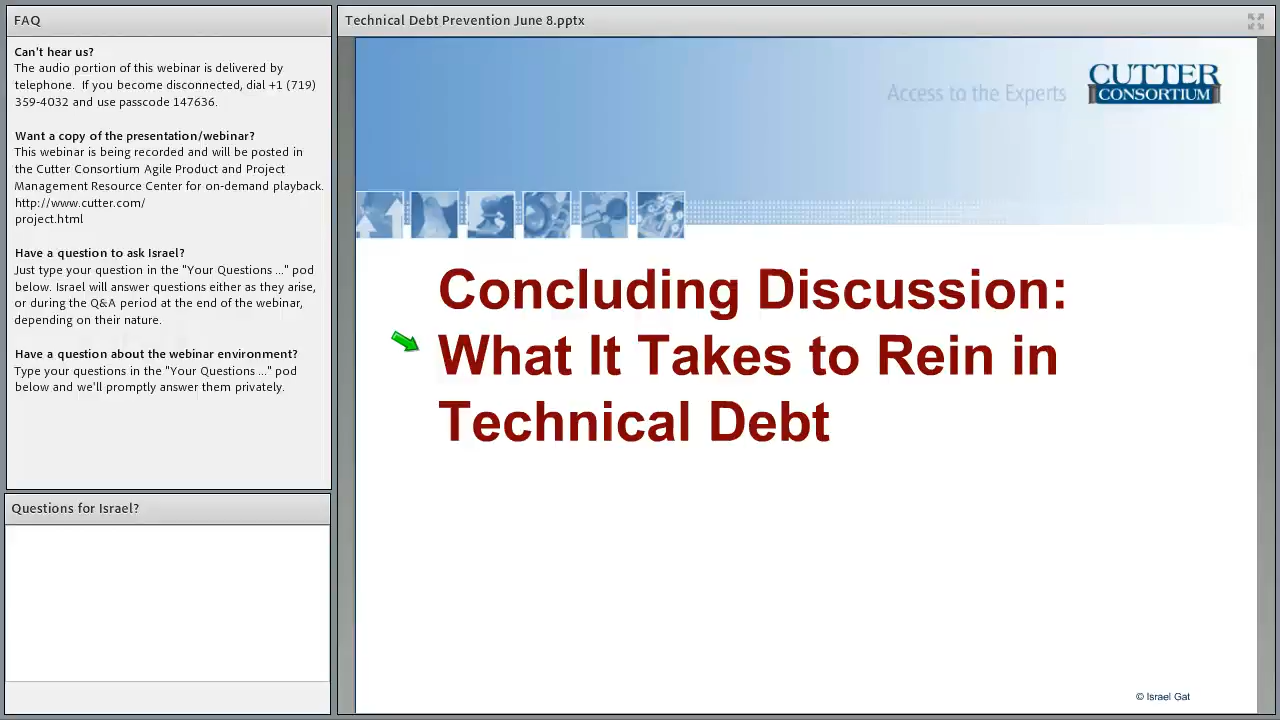 FAQ
Can't hear us?
The audio portion of this webinar is delivered by
telephone. If you become disconnected, dial +1 (719)
359-4032 and use passcode 147636.
Want a copy of the presentation/webinar?
This webinar is being recorded and will be posted in
the Cutter Consortium Agile Product and Project
Management Resource Center for on-demand playback.
http://www.cutter.com/
project.html
Have a question to ask Israel?
Just type your question in the "Your Questions ..." pod
below. Israel will answer questions either as they arise,
or during the Q&A period at the end of the webinar,
depending on their nature.
Have a question about the webinar environment?
Type your questions in the "Your Questions ..." pod
below and we'll promptly answer them privately.
Questions for Israel?
Technical Debt Prevention June 8.pptx
Access to the Experts
CUTTER
CONSORTIUM
Concluding Discussion:
What It Takes to Rein in
Technical Debt
© Israel Gat